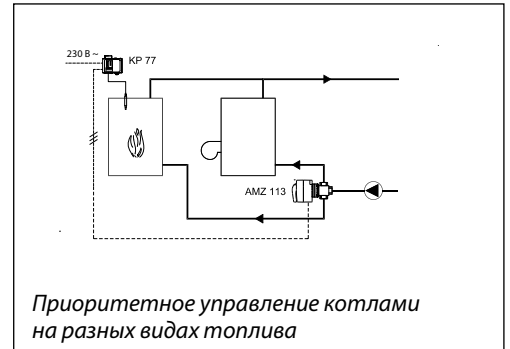 230 В ~
KP 77
AMZ 113
Приоритетное управление котлами
на разных видах топлива